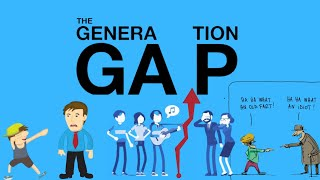 THE
GENERA TION
GA P
HA HA WHAT
AN OLD FART!
HA HA WHAT
AN IDIOT!